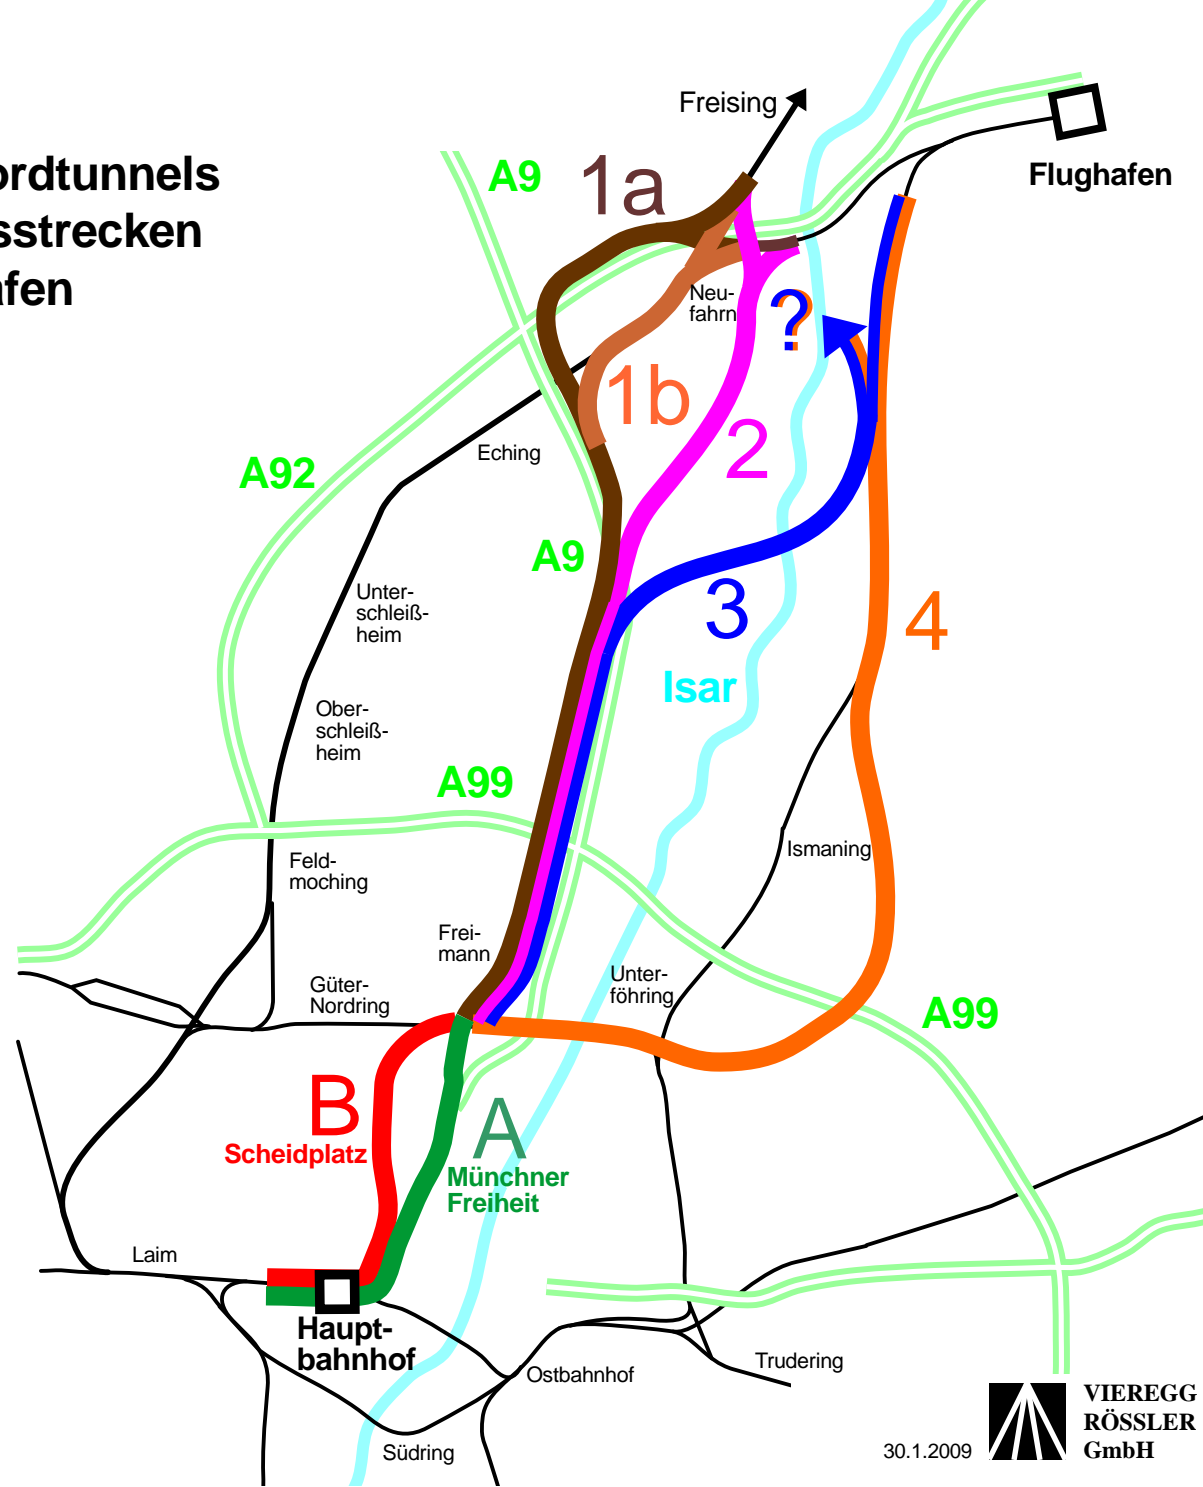 ordtunnels
sstrecken
afen
Freising
Flughafen
A9
1a
Neu-
fahrn
?
1b
2
Eching
A92
A9
Unter-
schleiß-
heim
3
4
Isar
Ober-
schleiß-
heim
A99
Ismaning
Feld-
moching
Frei-
mann
Güter-
Nordring
Unter-
föhring
A99
B
Scheidplatz
A
Münchner
Freiheit
Laim
Haupt-
bahnhof
Ostbahnhof
Trudering
Südring
30.1.2009
VIEREGG
RÖSSLER
GmbH